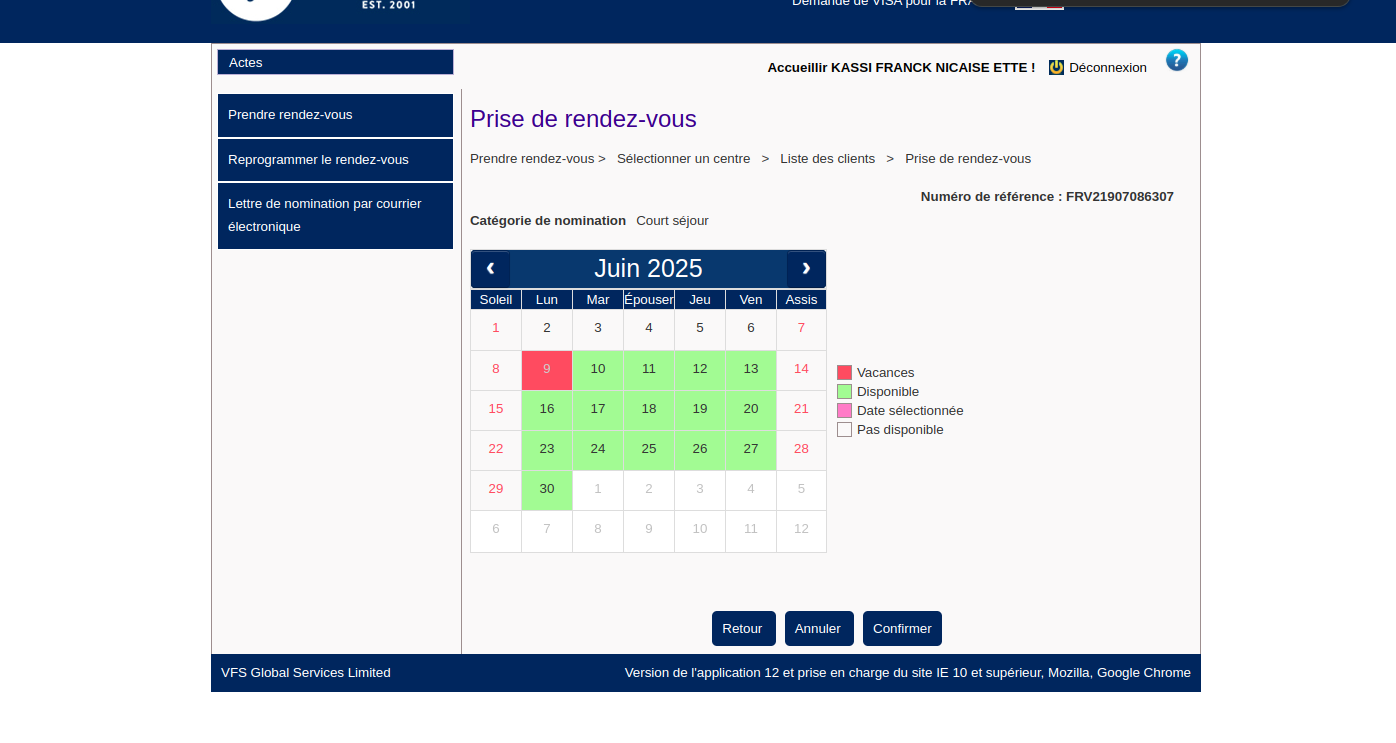 EST. 2001
Demande de VISA pour la FRA
Actes
Accueillir KASSI FRANCK NICAISE ETTE ! Déconnexion ?
Prendre rendez-vous
Reprogrammer le rendez-vous
Lettre de nomination par courrier
électronique
Prise de rendez-vous
Prendre rendez-vous > Sélectionner un centre > Liste des clients > Prise de rendez-vous
Numéro de référence : FRV21907086307
Catégorie de nomination Court séjour
‹ Juin 2025 ›
Soleil Lun Mar Épouser Jeu Ven Assis
1 2 3 4 5 6 7
8 9 10 11 12 13 14
15 16 17 18 19 20 21
22 23 24 25 26 27 28
29 30 1 2 3 4 5
6 7 8 9 10 11 12
Vacances
Disponible
Date sélectionnée
Pas disponible
Retour Annuler Confirmer
VFS Global Services Limited Version de l'application 12 et prise en charge du site IE 10 et supérieur, Mozilla, Google Chrome